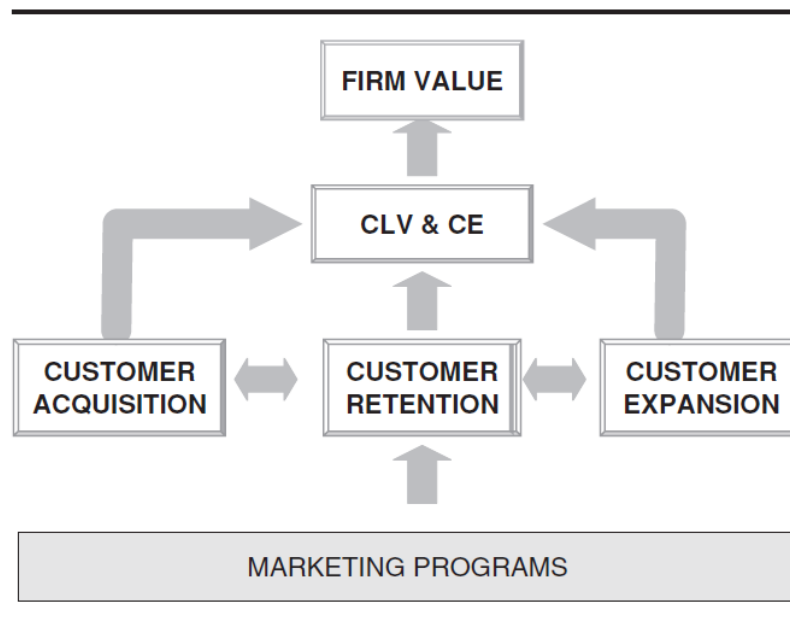 FIRM VALUE
CLV & CE
CUSTOMER
ACQUISITION
CUSTOMER
RETENTION
CUSTOMER
EXPANSION
MARKETING PROGRAMS